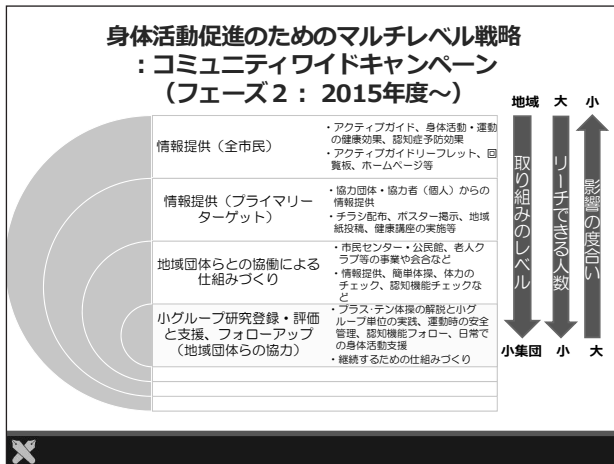 身体活動促進のためのマルチレベル戦略
：コミュニティワイドキャンペーン
（フェーズ２： 2015年度～）
地域 大 小
情報提供（全市民）
・アクティブガイド、身体活動・運動
の健康効果、認知症予防効果
・アクティブガイドリーフレット、回
覧板、ホームページ等
情報提供（プライマリー
ターゲット）
・協力団体・協力者（個人）からの
情報提供
・チラシ配布、ポスター掲示、地域
紙投稿、健康講座の実施等
地域団体らとの協働による
仕組みづくり
・市民センター・公民館、老人ク
ラブ等の事業や会合など
・情報提供、簡単体操、体力の
チェック、認知機能チェックな
ど
小グループ研究登録・評価
と支援、フォローアップ
（地域団体らの協力）
・プラス・テン体操の解説と小グ
ループ単位の実践、運動時の安全
管理、認知機能フォロー、日常で
の身体活動支援
・継続するための仕組みづくり
取り組みのレベル
リーチできる人数
影響の度合い
小集団 小 大